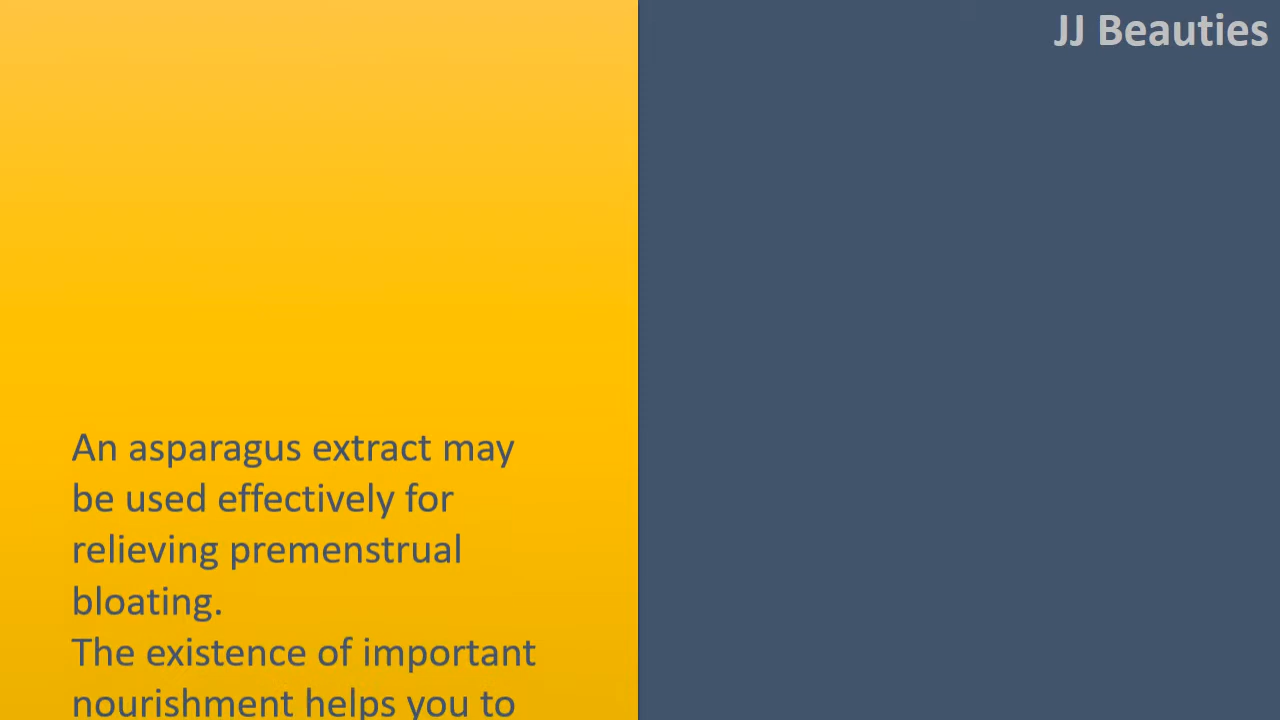 JJ Beauties
An asparagus extract may
be used effectively for
relieving premenstrual
bloating.
The existence of important
nourishment helps you to